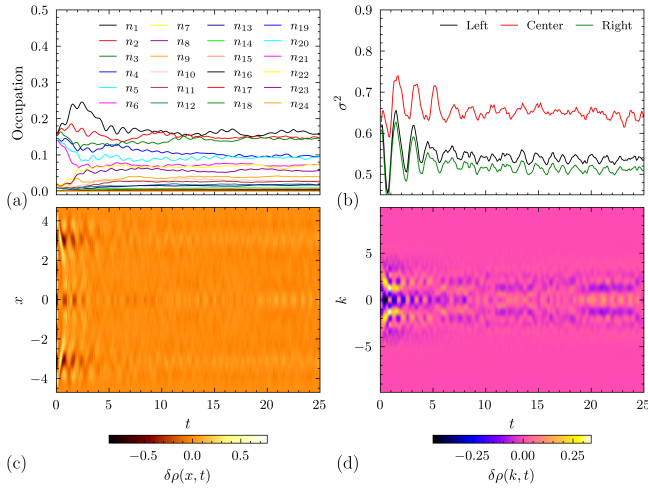 0.5
0.4
0.3
0.2
0.1
0.0
Occupation
n₁ n₇ n₁₃ n₁₉
n₂ n₈ n₁₄ n₂₀
n₃ n₉ n₁₅ n₂₁
n₄ n₁₀ n₁₆ n₂₂
n₅ n₁₁ n₁₇ n₂₃
n₆ n₁₂ n₁₈ n₂₄
(a)
0.9
0.8
0.7
0.6
0.5
σ²
Left Center Right
(b)
4
2
0
−2
−4
x
0 5 10 15 20 25
t
(c)
−0.5 0.0 0.5
δρ(x, t)
5
0
−5
k
0 5 10 15 20 25
t
(d)
−0.25 0.00 0.25
δρ(k, t)